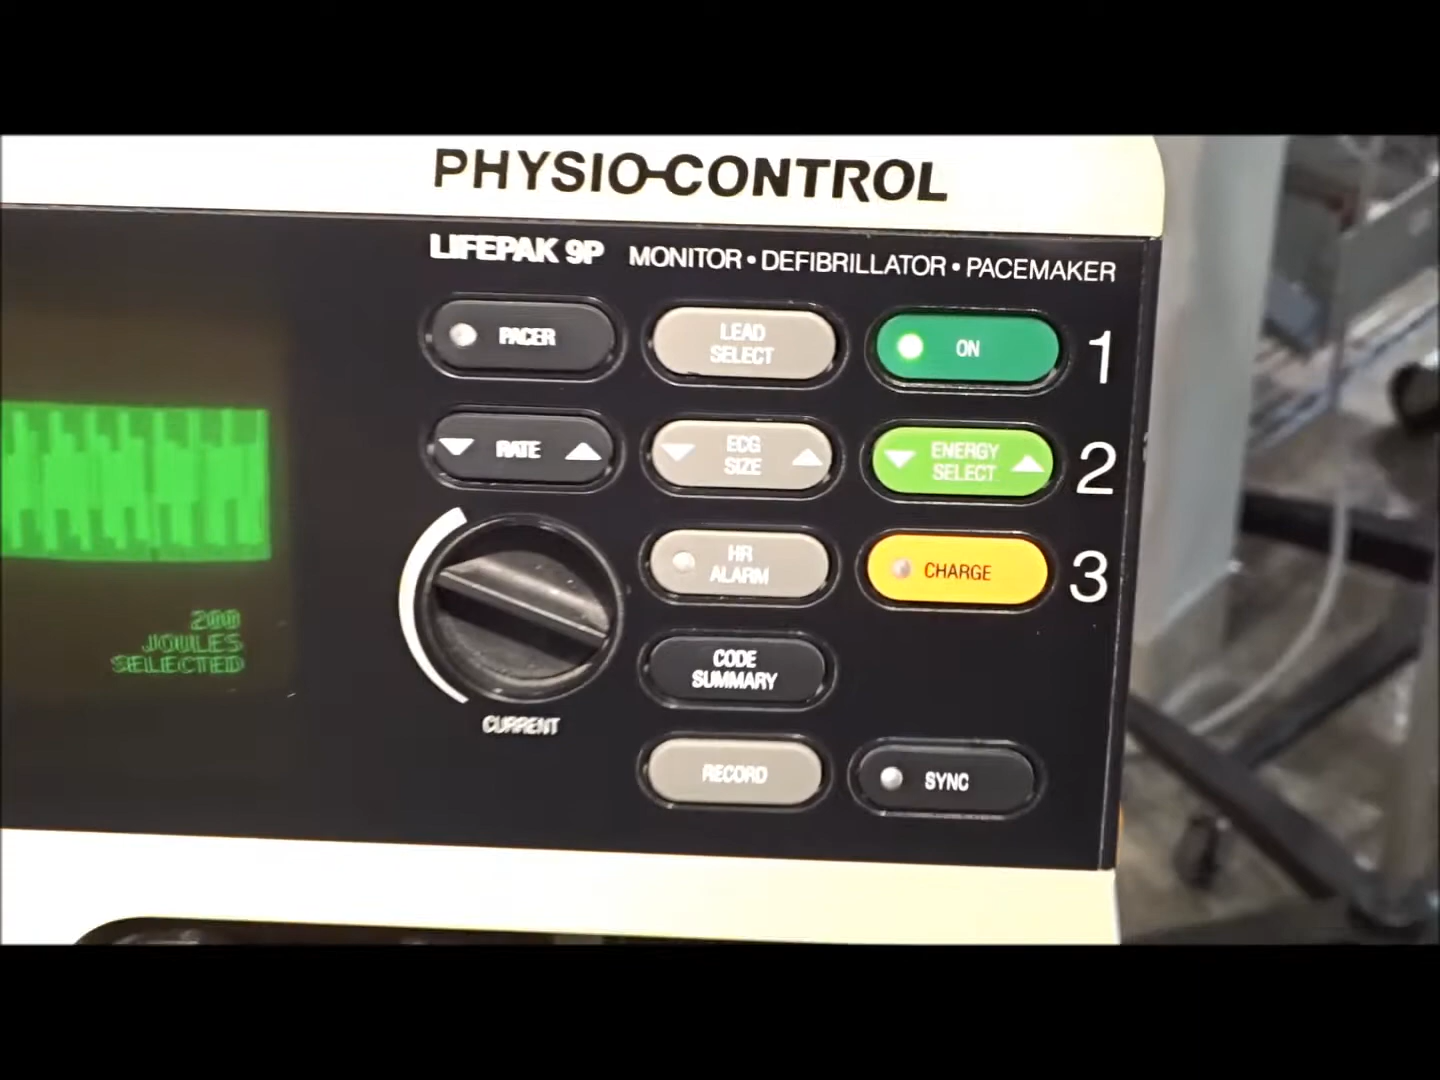 PHYSIO-CONTROL
LIFEPAK 9P MONITOR • DEFIBRILLATOR • PACEMAKER
PACER
LEAD
SELECT
ON
1
RATE
ECG
SIZE
ENERGY
SELECT
2
HR
ALARM
CHARGE
3
200
JOULES
SELECTED
CODE
SUMMARY
CURRENT
RECORD
SYNC